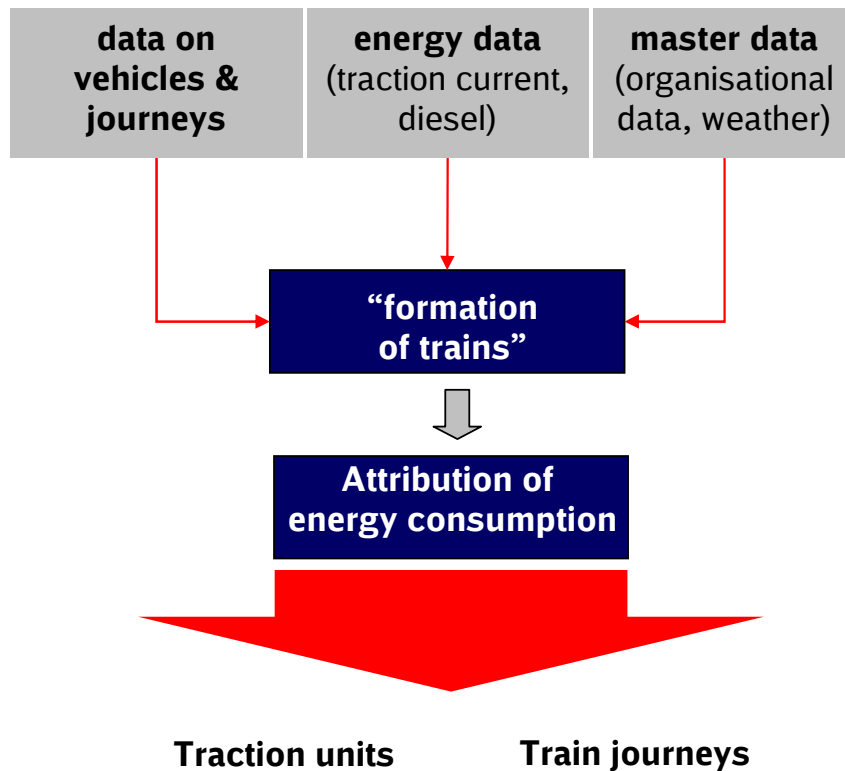 data on
vehicles &
journeys
energy data
(traction current,
diesel)
master data
(organisational
data, weather)
“formation
of trains”
Attribution of
energy consumption
Traction units
Train journeys